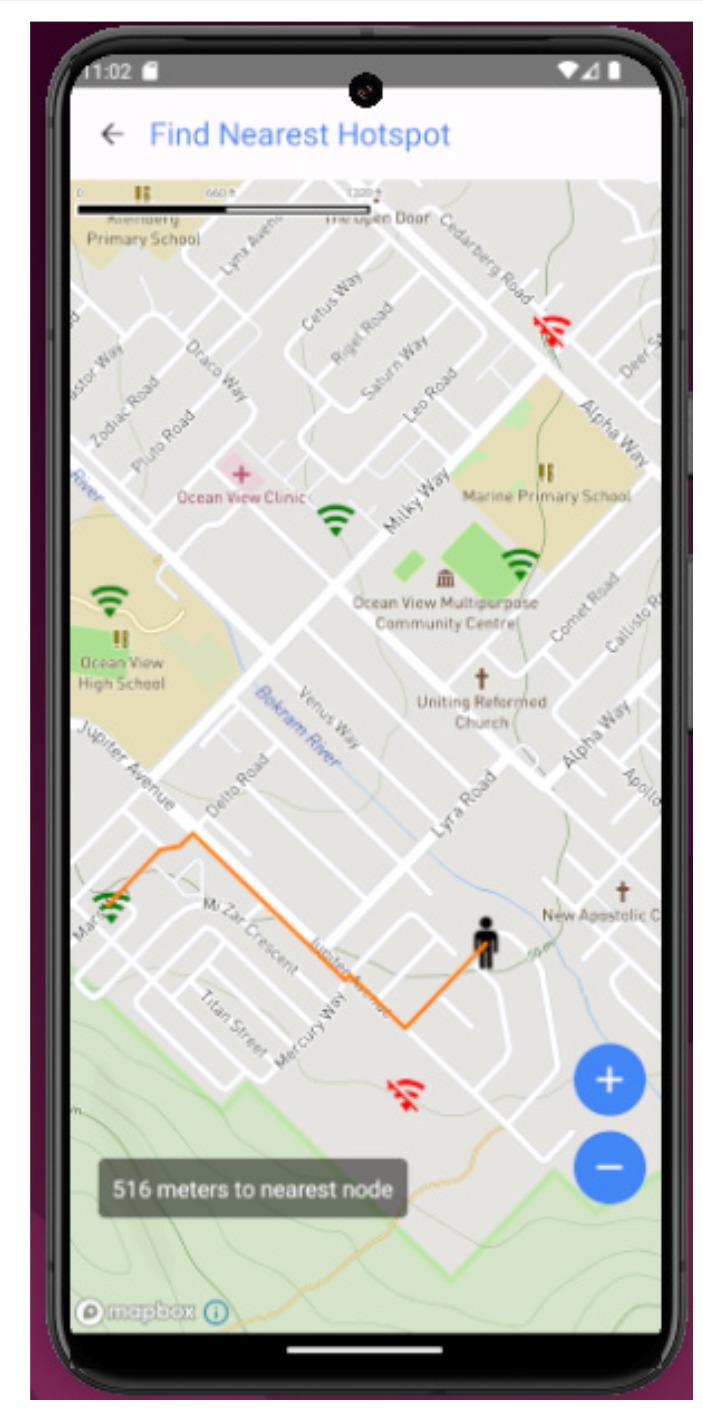 11:02
Find Nearest Hotspot
0
660 ft
1320 ft
Kleinberg
Primary School
The Open Door
Cedarberg Road
Lynx Avenue
Cetus Way
Rigel Road
Saturn Way
Leo Road
Deer St
Draco Way
Zodiac Road
Pluto Road
River
Alpha Way
Ocean View Clinic
Milky Way
Marine Primary School
Ocean View Multipurpose
Community Centre
Comet Road
Callisto R
Ocean View
High School
Uniting Reformed
Church
Venus Way
Bokram River
Jupiter Avenue
Delto Road
Alpha Way
Lyra Road
Apollo
New Apostolic C
Mars
Mi Zar Crescent
Jupiter Avenue
50 m
Titan Street
Mercury Way
+
−
516 meters to nearest node
mapbox